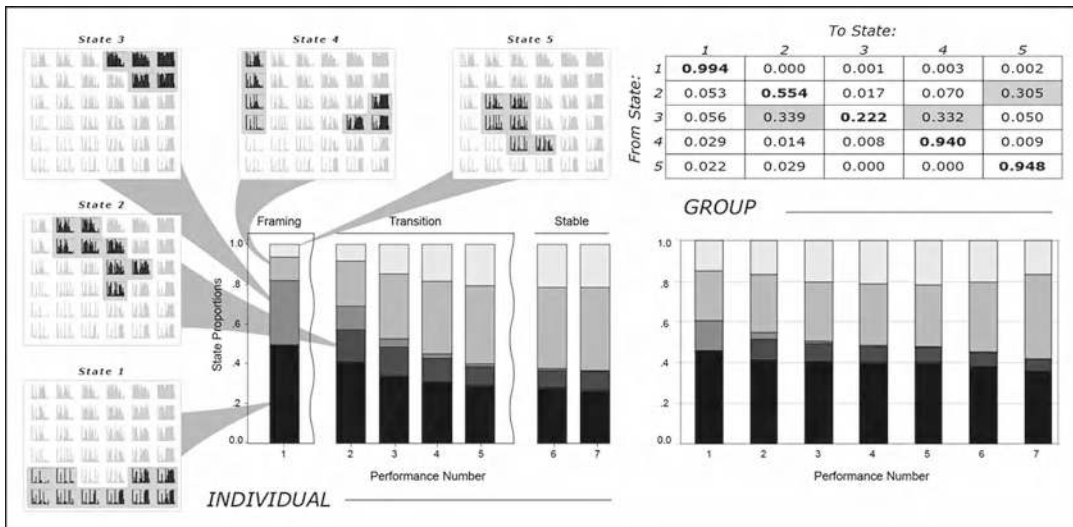 State 3
State 4
State 5
To State:
1 2 3 4 5
From State:
1 0.994 0.000 0.001 0.003 0.002
2 0.053 0.554 0.017 0.070 0.305
3 0.056 0.339 0.222 0.332 0.050
4 0.029 0.014 0.008 0.940 0.009
5 0.022 0.029 0.000 0.000 0.948
State 2
State 1
Framing
Transition
Stable
State Proportions
1.0
.8
.6
.4
.2
0.0
1 2 3 4 5 6 7
Performance Number
INDIVIDUAL
GROUP
1.0
.8
.6
.4
.2
0.0
1 2 3 4 5 6 7
Performance Number